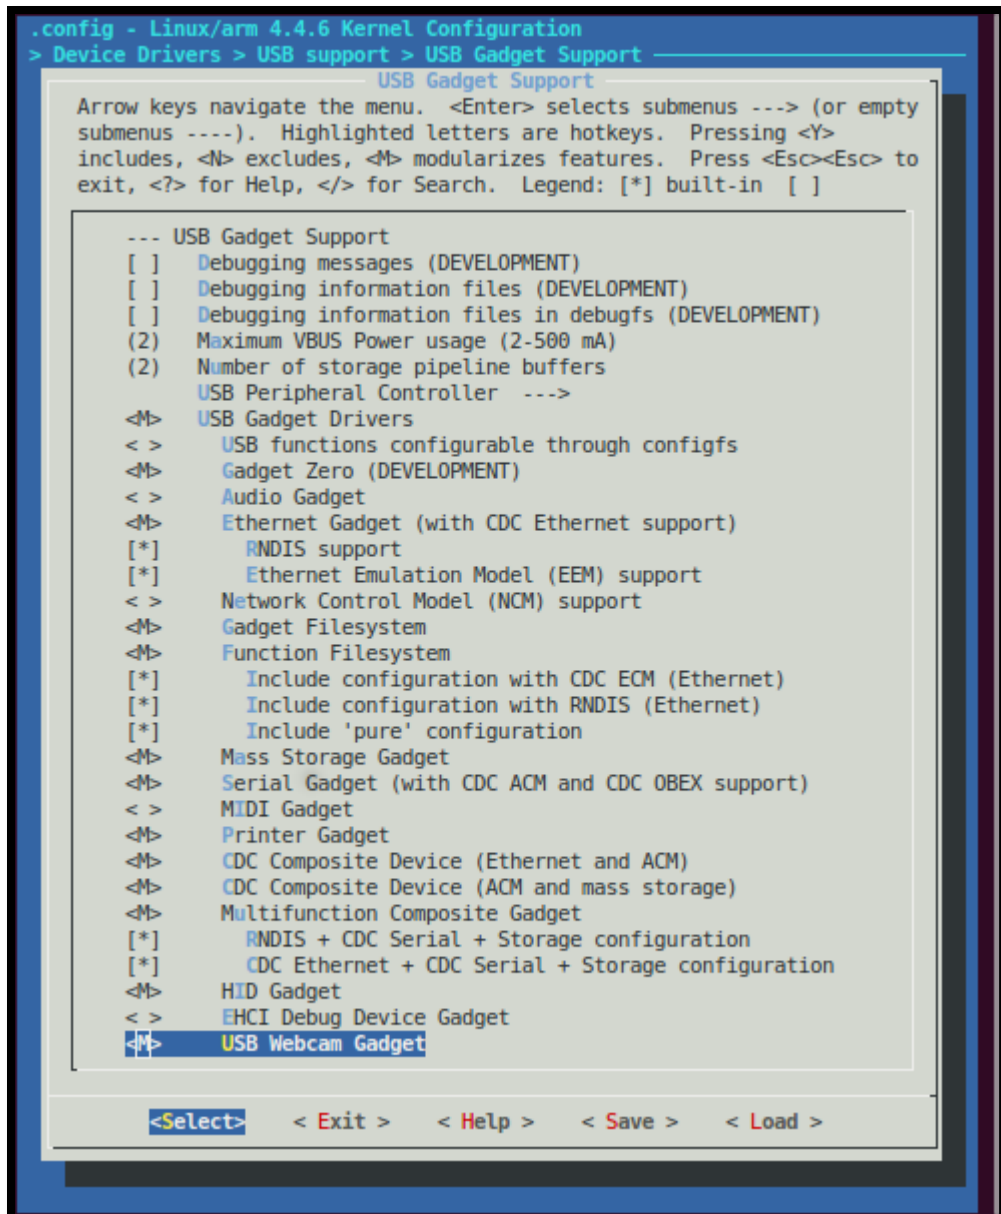 .config - Linux/arm 4.4.6 Kernel Configuration
> Device Drivers > USB support > USB Gadget Support
USB Gadget Support
Arrow keys navigate the menu.  <Enter> selects submenus ---> (or empty
submenus ----).  Highlighted letters are hotkeys.  Pressing <Y>
includes, <N> excludes, <M> modularizes features.  Press <Esc><Esc> to
exit, <?> for Help, </> for Search.  Legend: [*] built-in  [ ]
--- USB Gadget Support
[ ]   Debugging messages (DEVELOPMENT)
[ ]   Debugging information files (DEVELOPMENT)
[ ]   Debugging information files in debugfs (DEVELOPMENT)
(2)   Maximum VBUS Power usage (2-500 mA)
(2)   Number of storage pipeline buffers
USB Peripheral Controller  --->
<M>   USB Gadget Drivers
< >     USB functions configurable through configfs
<M>     Gadget Zero (DEVELOPMENT)
< >     Audio Gadget
<M>     Ethernet Gadget (with CDC Ethernet support)
[*]       RNDIS support
[*]       Ethernet Emulation Model (EEM) support
< >     Network Control Model (NCM) support
<M>     Gadget Filesystem
<M>     Function Filesystem
[*]       Include configuration with CDC ECM (Ethernet)
[*]       Include configuration with RNDIS (Ethernet)
[*]       Include 'pure' configuration
<M>     Mass Storage Gadget
<M>     Serial Gadget (with CDC ACM and CDC OBEX support)
< >     MIDI Gadget
<M>     Printer Gadget
<M>     CDC Composite Device (Ethernet and ACM)
<M>     CDC Composite Device (ACM and mass storage)
<M>     Multifunction Composite Gadget
[*]       RNDIS + CDC Serial + Storage configuration
[*]       CDC Ethernet + CDC Serial + Storage configuration
<M>     HID Gadget
< >     EHCI Debug Device Gadget
<M>     USB Webcam Gadget
<Select>    < Exit >    < Help >    < Save >    < Load >